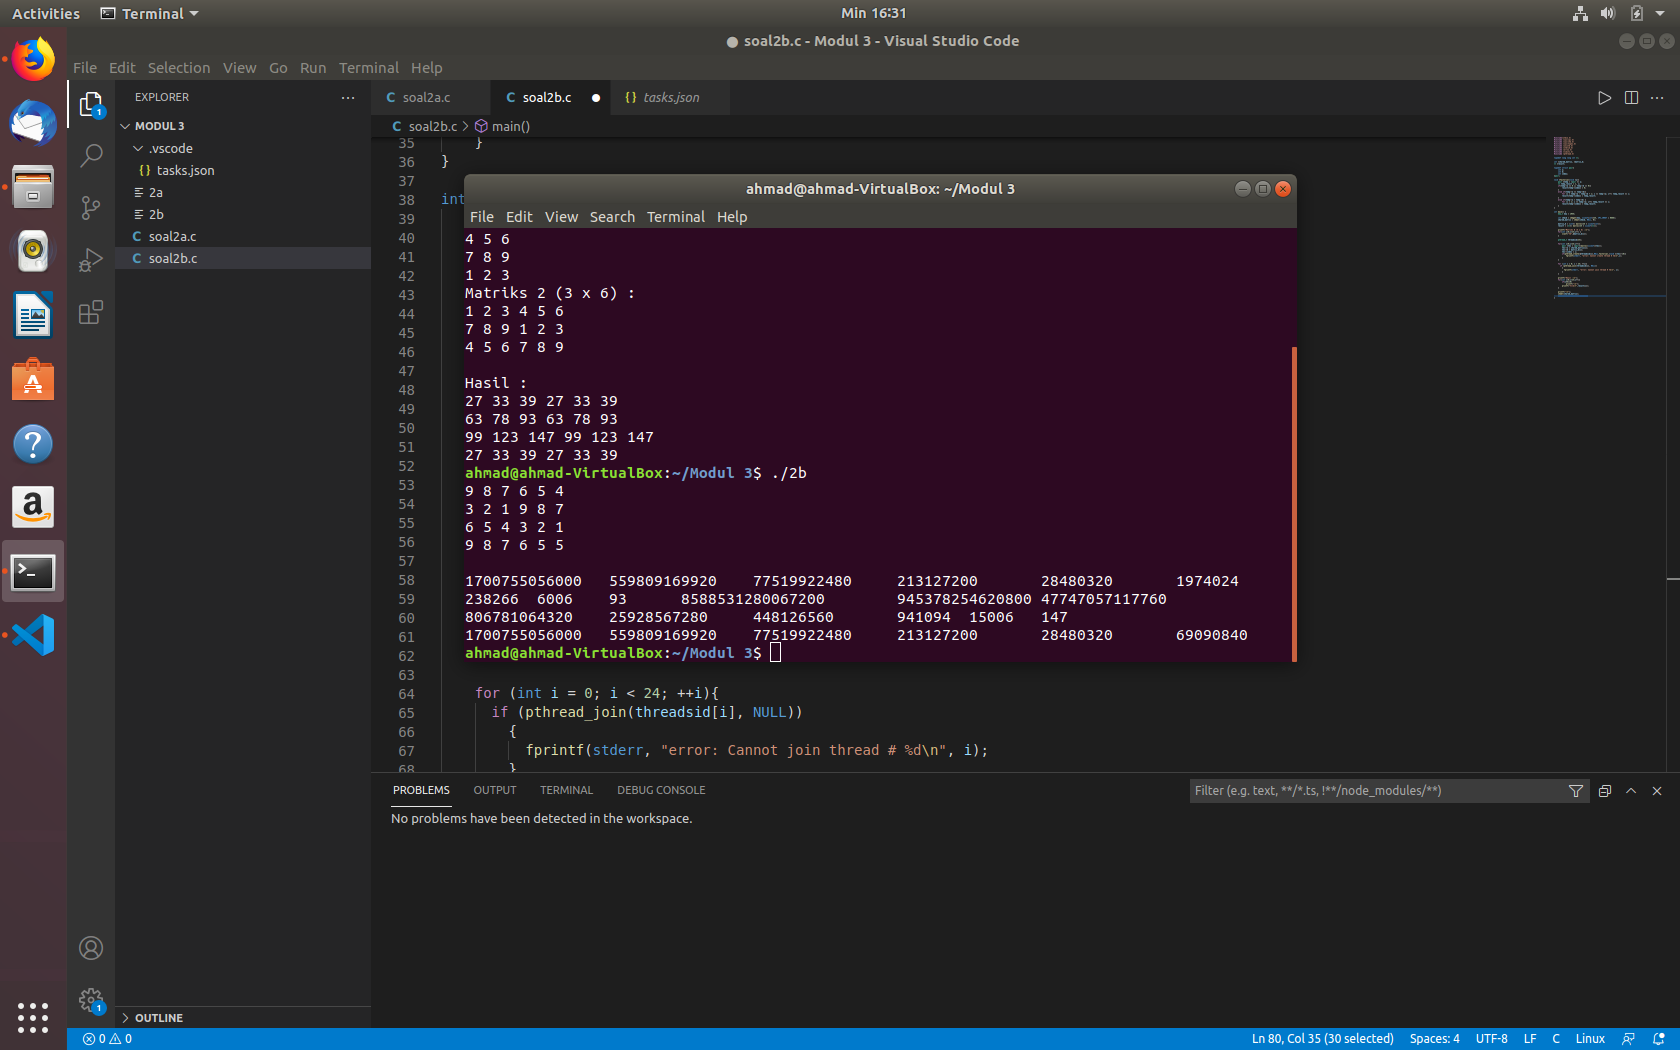 Activities Terminal Min 16:31
● soal2b.c - Modul 3 - Visual Studio Code
File Edit Selection View Go Run Terminal Help
EXPLORER
MODUL 3
.vscode
{} tasks.json
2a
2b
C soal2a.c
C soal2b.c
OUTLINE
C soal2a.c C soal2b.c ● {} tasks.json
C soal2b.c > main()
35 }
36 }
37
38 int
39
40
41
42
43
44
45
46
47
48
49
50
51
52
53
54
55
56
57
58
59
60
61
62
63
64 for (int i = 0; i < 24; ++i){
65 if (pthread_join(threadsid[i], NULL))
66 {
67 fprintf(stderr, "error: Cannot join thread # %d\n", i);
68 }
ahmad@ahmad-VirtualBox: ~/Modul 3
File Edit View Search Terminal Help
4 5 6
7 8 9
1 2 3
Matriks 2 (3 x 6) :
1 2 3 4 5 6
7 8 9 1 2 3
4 5 6 7 8 9
Hasil :
27 33 39 27 33 39
63 78 93 63 78 93
99 123 147 99 123 147
27 33 39 27 33 39
ahmad@ahmad-VirtualBox:~/Modul 3$ ./2b
9 8 7 6 5 4
3 2 1 9 8 7
6 5 4 3 2 1
9 8 7 6 5 5
1700755056000 559809169920 77519922480 213127200 28480320 1974024
238266 6006 93 8588531280067200 945378254620800 47747057117760
806781064320 25928567280 448126560 941094 15006 147
1700755056000 559809169920 77519922480 213127200 28480320 69090840
ahmad@ahmad-VirtualBox:~/Modul 3$
PROBLEMS OUTPUT TERMINAL DEBUG CONSOLE
Filter (e.g. text, **/*.ts, !**/node_modules/**)
No problems have been detected in the workspace.
0 0
Ln 80, Col 35 (30 selected) Spaces: 4 UTF-8 LF C Linux